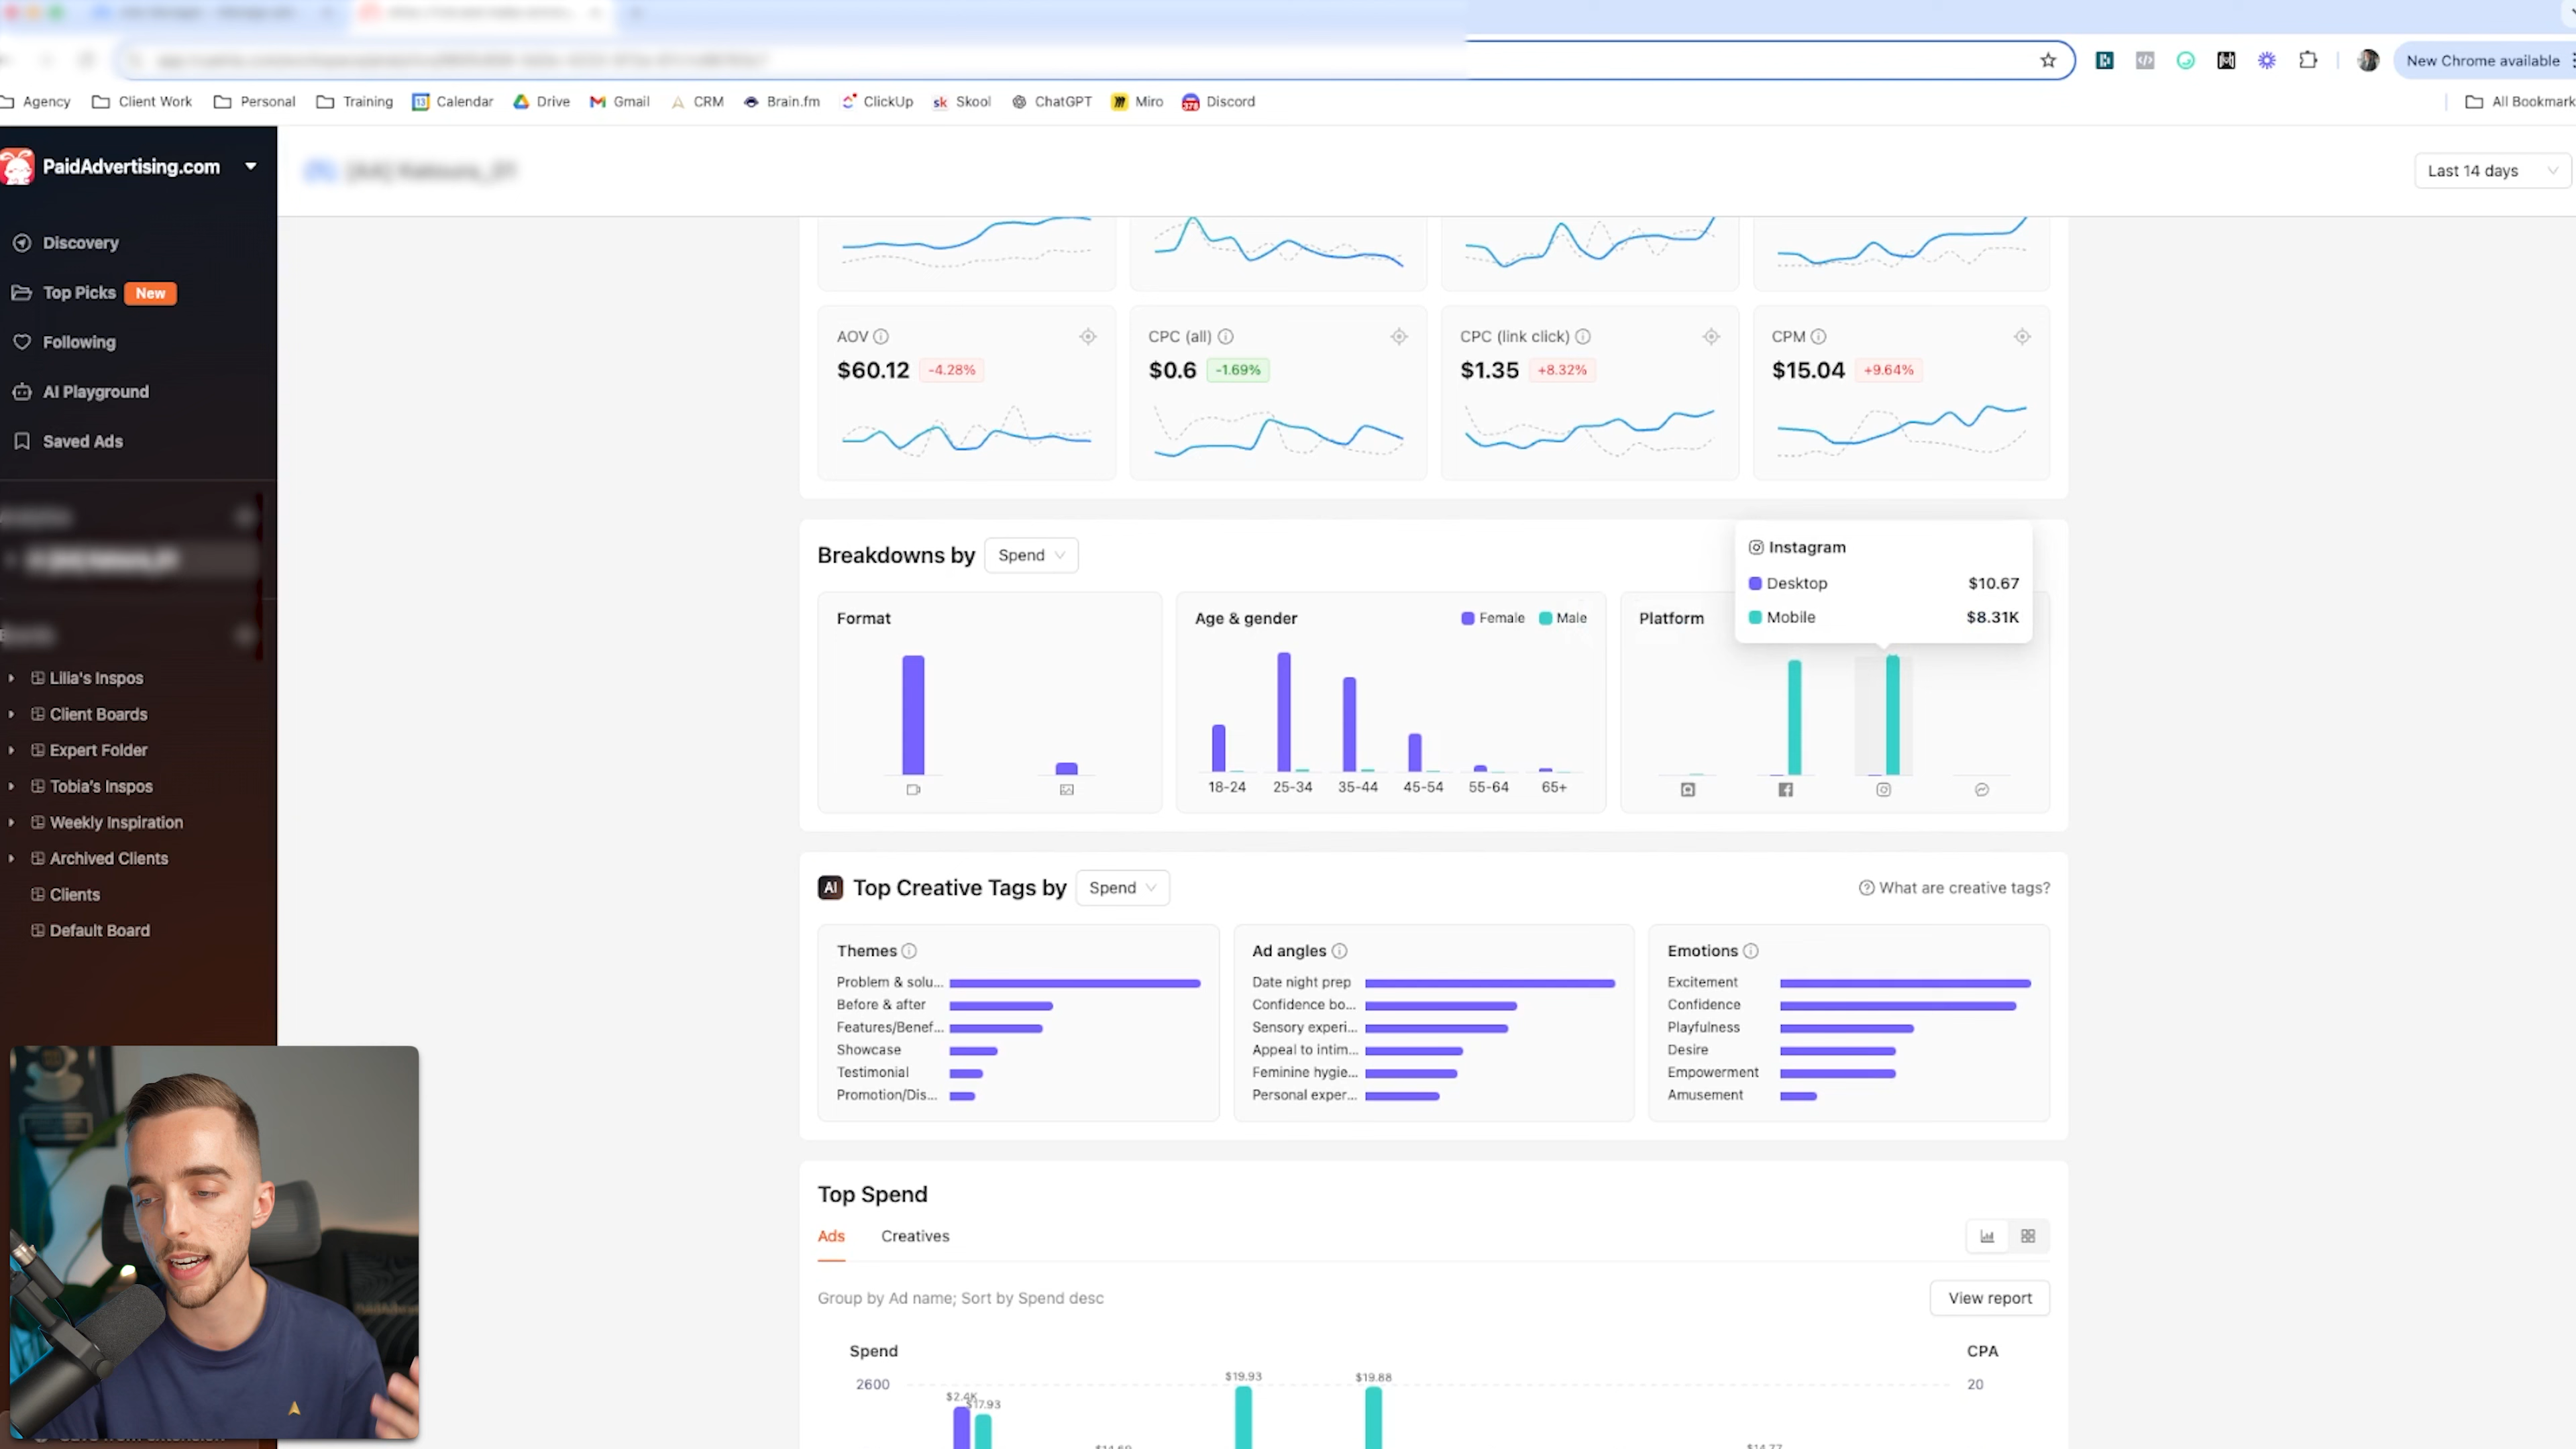 New Chrome available
Agency
Client Work
Personal
Training
Calendar
Drive
Gmail
CRM
Brain.fm
ClickUp
Skool
ChatGPT
Miro
Discord
All Bookmark
PaidAdvertising.com
Last 14 days
Discovery
Top Picks New
Following
AI Playground
Saved Ads
Lilia's Inspos
Client Boards
Expert Folder
Tobia's Inspos
Weekly Inspiration
Archived Clients
Clients
Default Board
AOV
$60.12 -4.28%
CPC (all)
$0.6 -1.69%
CPC (link click)
$1.35 +8.32%
CPM
$15.04 +9.64%
Breakdowns by Spend
Instagram
Desktop $10.67
Mobile $8.31K
Format
Age & gender
Female Male
18-24 25-34 35-44 45-54 55-64 65+
Platform
AI Top Creative Tags by Spend
What are creative tags?
Themes
Problem & solu...
Before & after
Features/Benef...
Showcase
Testimonial
Promotion/Dis...
Ad angles
Date night prep
Confidence bo...
Sensory experi...
Appeal to intim...
Feminine hygie...
Personal exper...
Emotions
Excitement
Confidence
Playfulness
Desire
Empowerment
Amusement
Top Spend
Ads Creatives
Group by Ad name; Sort by Spend desc
View report
Spend CPA
2600 20
$2.4K
$17.93
$19.93
$19.88